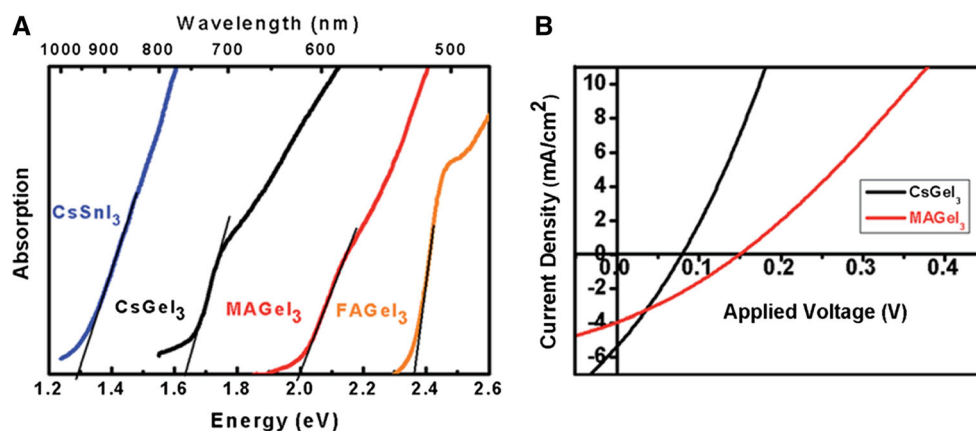 A
Wavelength (nm)
1000 900 800 700 600 500
Absorption
CsSnI3
CsGeI3
MAGeI3
FAGeI3
1.2 1.4 1.6 1.8 2.0 2.2 2.4 2.6
Energy (eV)
B
Current Density (mA/cm2)
10
8
6
4
2
0
-2
-4
-6
0.0 0.1 0.2 0.3 0.4
Applied Voltage (V)
CsGeI3
MAGeI3